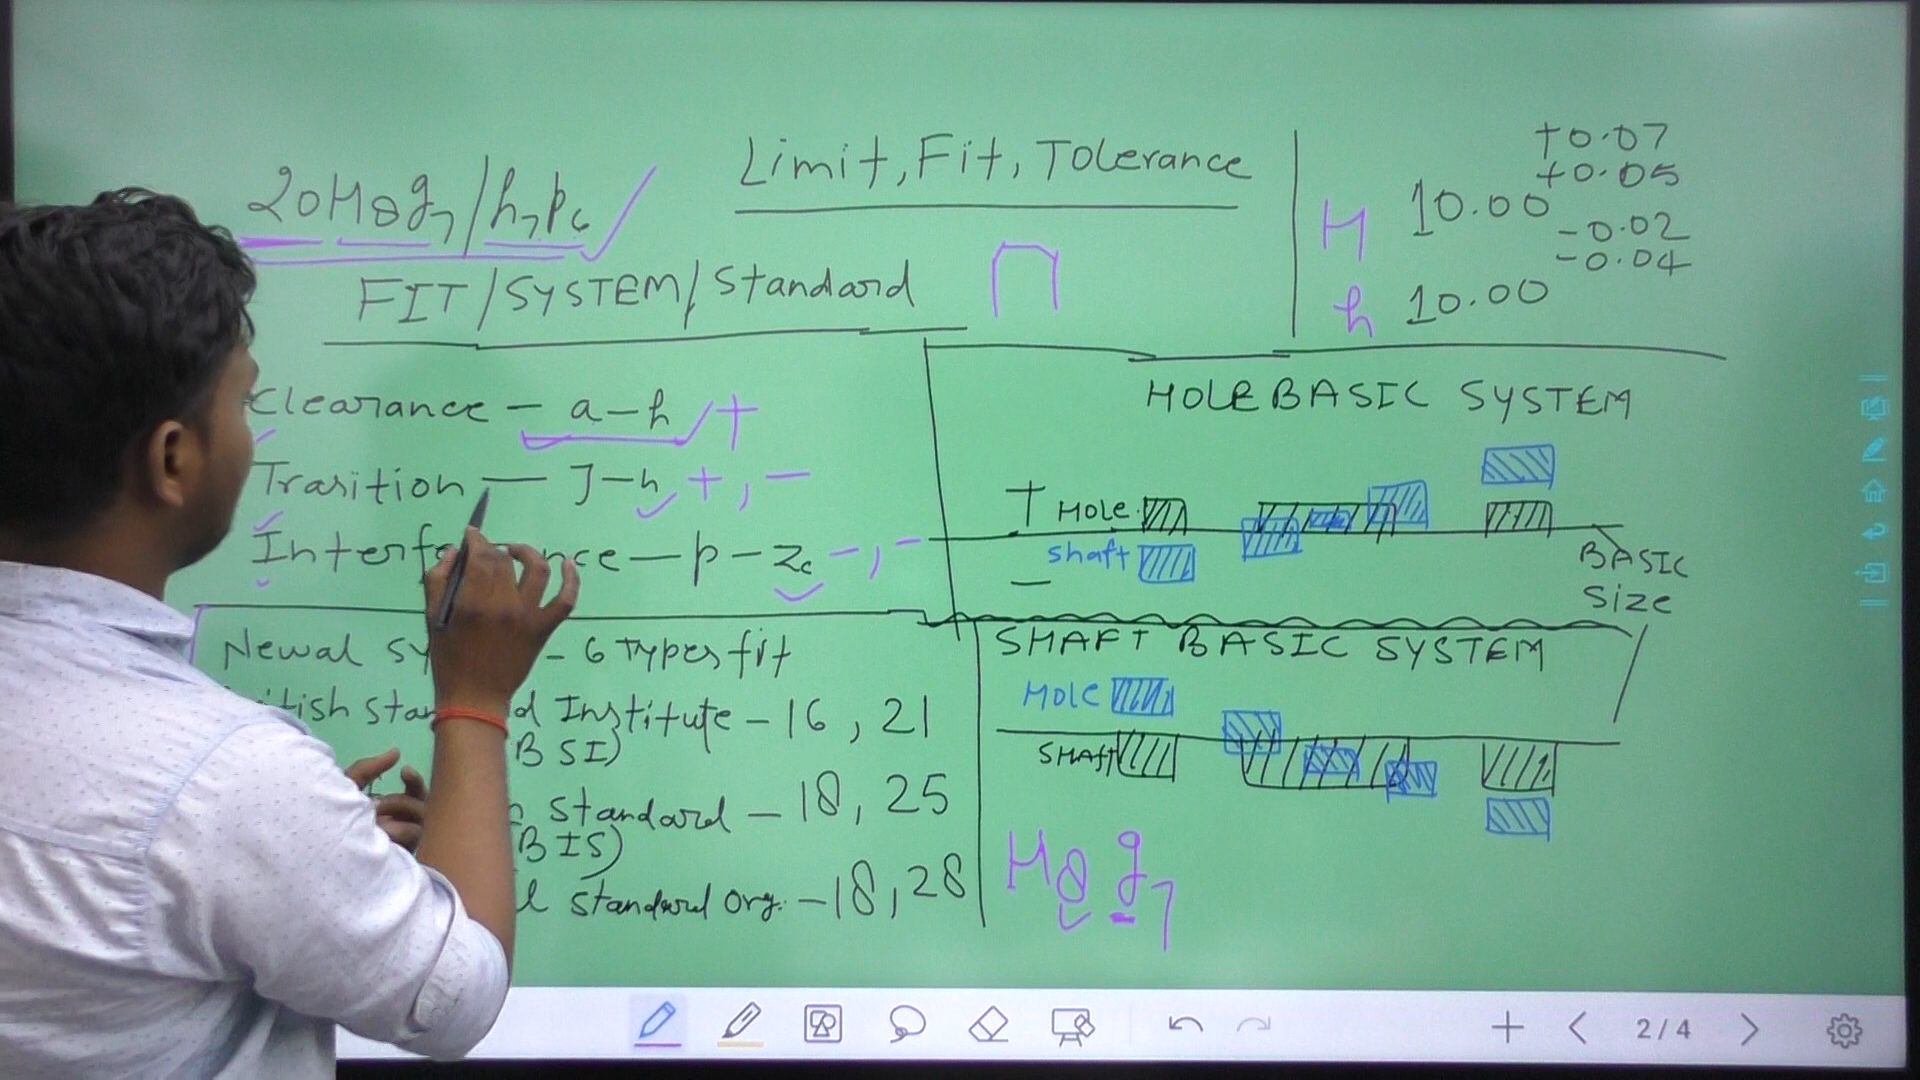 Limit, Fit, Tolerance
20H8g7/h7P6
FIT/SYSTEM/Standard
+0.07
+0.05
H 10.00
-0.02
-0.04
h 10.00
Clearance - a-h +
Trasition - J-n +, -
Inter nce - p - Zc -, -
HOLE BASIC SYSTEM
+ HOLE
shaft
-
BASIC
Size
Newal sy - 6 Types fit
itish stan d Institute - 16, 21
BSI)
standard - 18, 25
BIS)
l standard org. - 18, 28
SHAFT BASIC SYSTEM
HOLE
SHAft
H8 g7
2/4